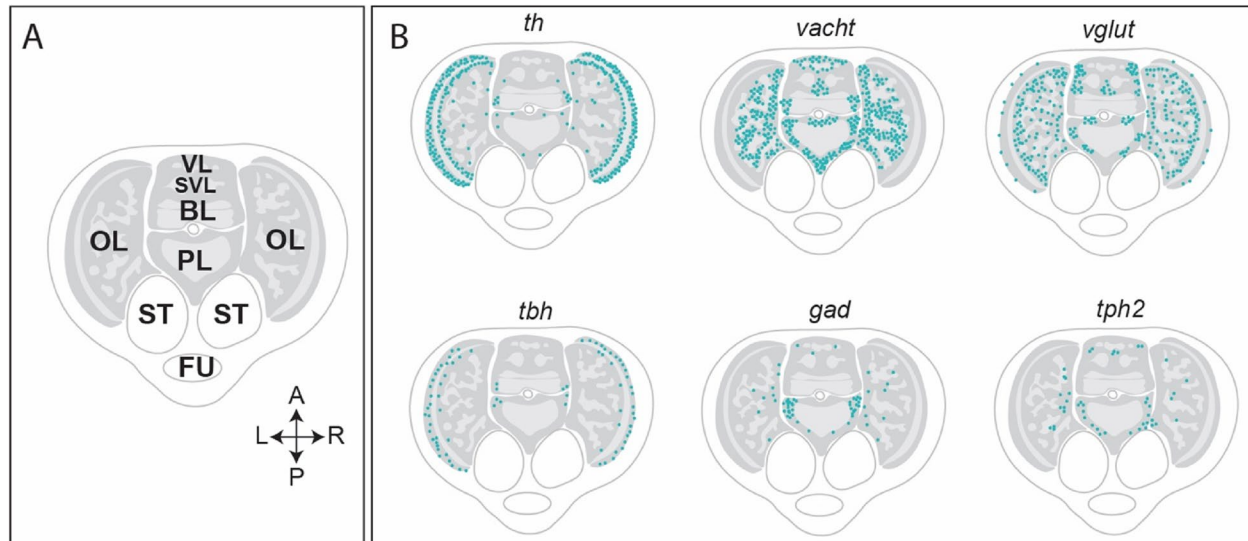 A
VL
SVL
BL
OL
OL
PL
ST
ST
FU
A
L
R
P
B
th
vacht
vglut
tbh
gad
tph2